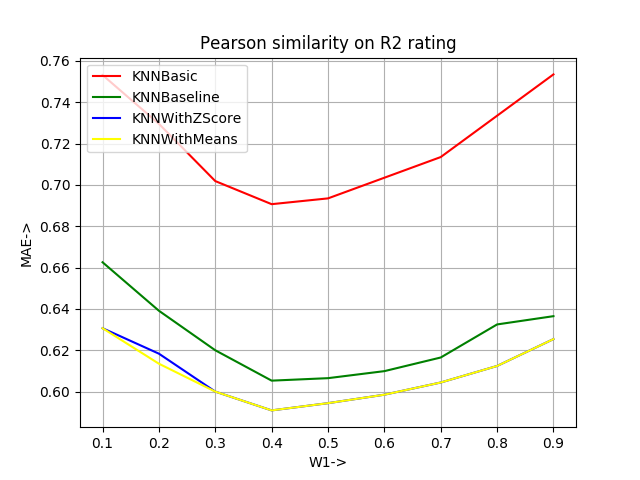 Pearson similarity on R2 rating
KNNBasic
KNNBaseline
KNNWithZScore
KNNWithMeans
MAE->
0.76
0.74
0.72
0.70
0.68
0.66
0.64
0.62
0.60
0.1 0.2 0.3 0.4 0.5 0.6 0.7 0.8 0.9
W1->